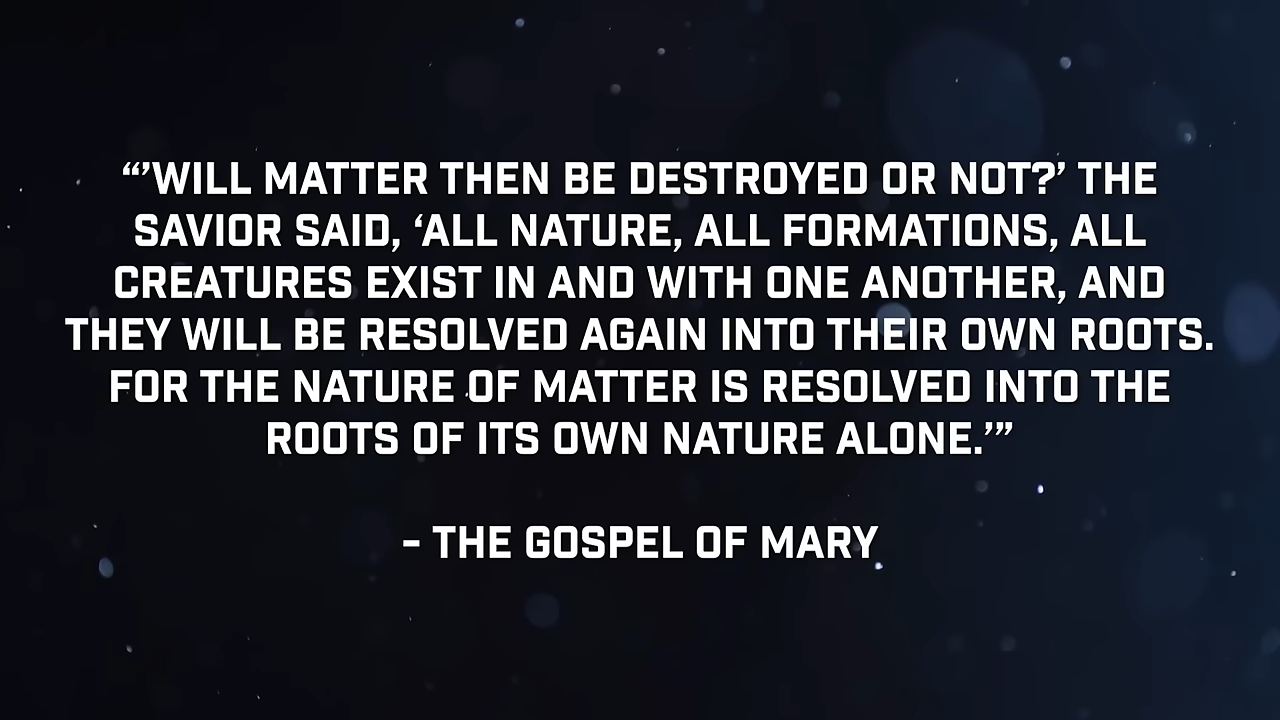 “’WILL MATTER THEN BE DESTROYED OR NOT?’ THE
SAVIOR SAID, ‘ALL NATURE, ALL FORMATIONS, ALL
CREATURES EXIST IN AND WITH ONE ANOTHER, AND
THEY WILL BE RESOLVED AGAIN INTO THEIR OWN ROOTS.
FOR THE NATURE OF MATTER IS RESOLVED INTO THE
ROOTS OF ITS OWN NATURE ALONE.’”
– THE GOSPEL OF MARY